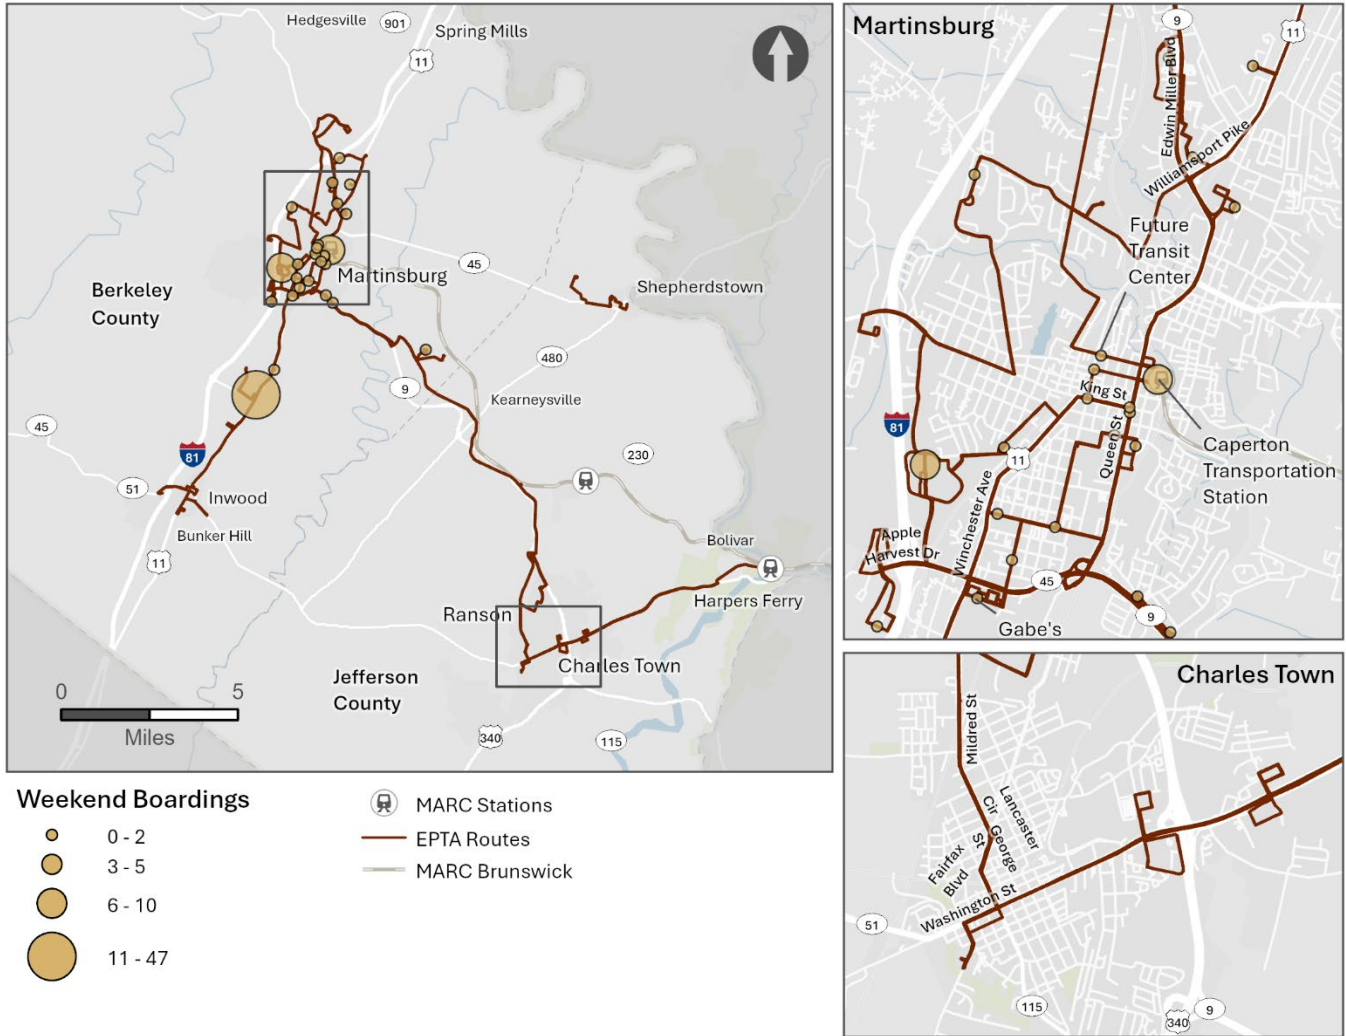 Hedgesville
901
Spring Mills
11
Berkeley
County
Martinsburg
45
Shepherdstown
480
9
Kearneysville
45
81
51
Inwood
Bunker Hill
11
230
Bolivar
Harpers Ferry
Ranson
Charles Town
Jefferson
County
340
115
0
5
Miles
Martinsburg
9
11
Edwin Miller Blvd
Williamsport Pike
Future
Transit
Center
King St
81
11
Queen St
Caperton
Transportation
Station
Winchester Ave
Apple
Harvest Dr
45
9
Gabe's
Charles Town
Mildred St
Lancaster
Cir
George
St
Fairfax
Blvd
Washington St
51
115
340
9
Weekend Boardings
0 - 2
3 - 5
6 - 10
11 - 47
MARC Stations
EPTA Routes
MARC Brunswick